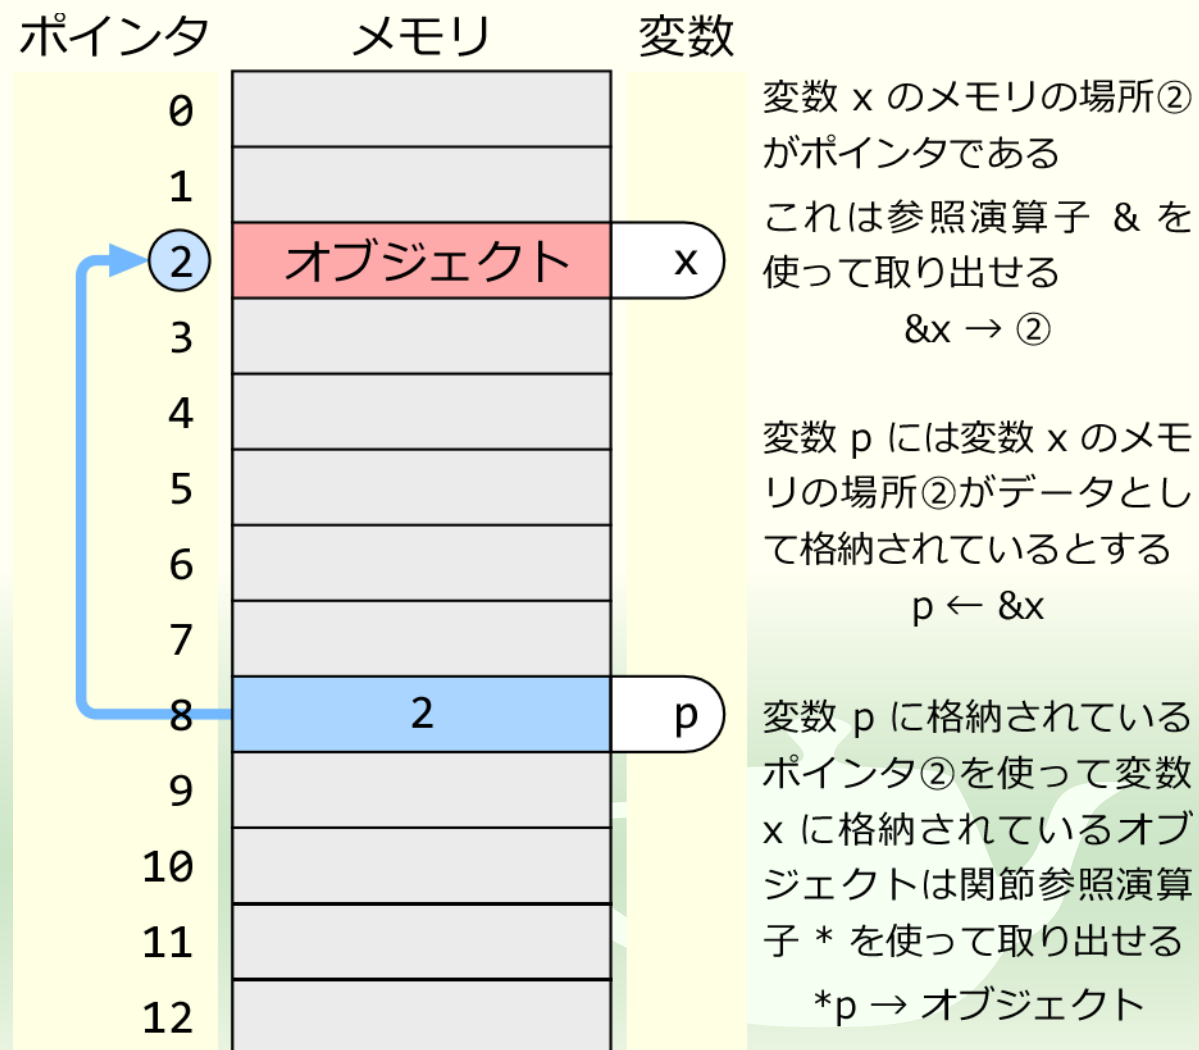 ポインタ メモリ 変数
0
1
2 オブジェクト x
3
4
5
6
7
8 2 p
9
10
11
12
変数 x のメモリの場所②
がポインタである
これは参照演算子 & を
使って取り出せる
&x → ②
変数 p には変数 x のメモ
リの場所②がデータとし
て格納されているとする
p ← &x
変数 p に格納されている
ポインタ②を使って変数
x に格納されているオブ
ジェクトは関節参照演算
子 * を使って取り出せる
*p → オブジェクト